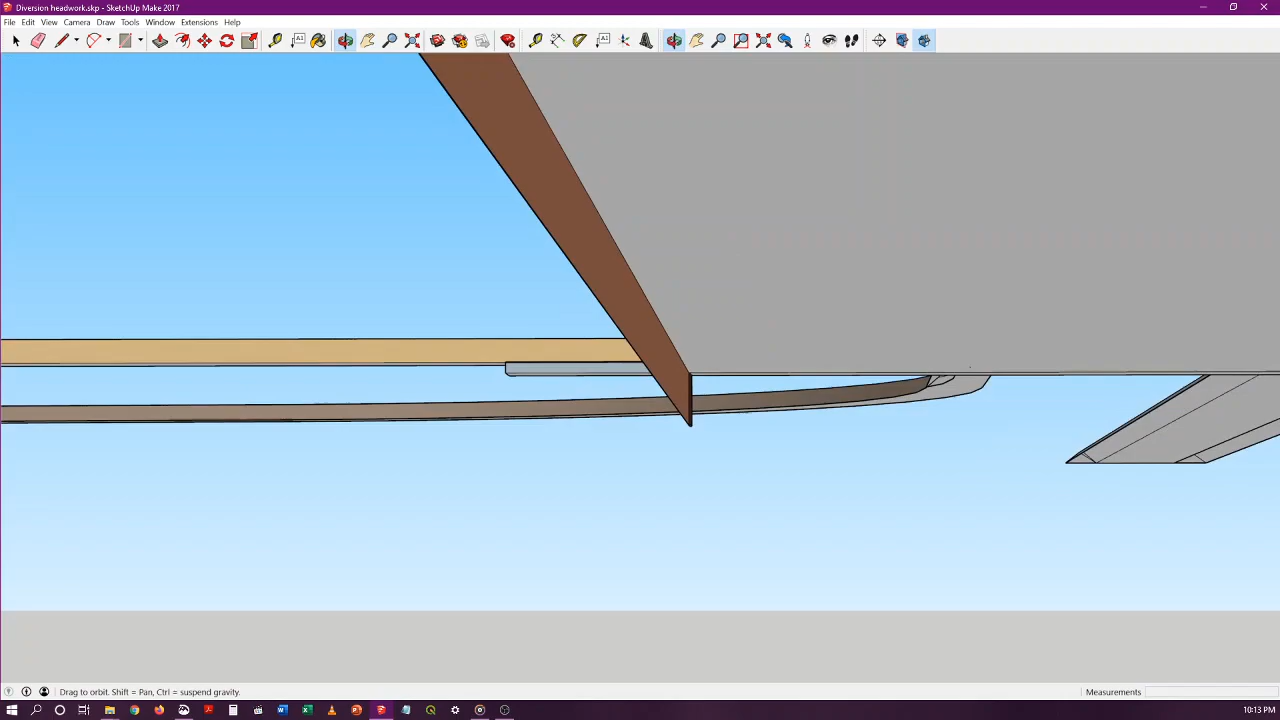 Diversion headwork.skp - SketchUp Make 2017
File Edit View Camera Draw Tools Window Extensions Help
Drag to orbit. Shift = Pan, Ctrl = suspend gravity.
Measurements
10:13 PM